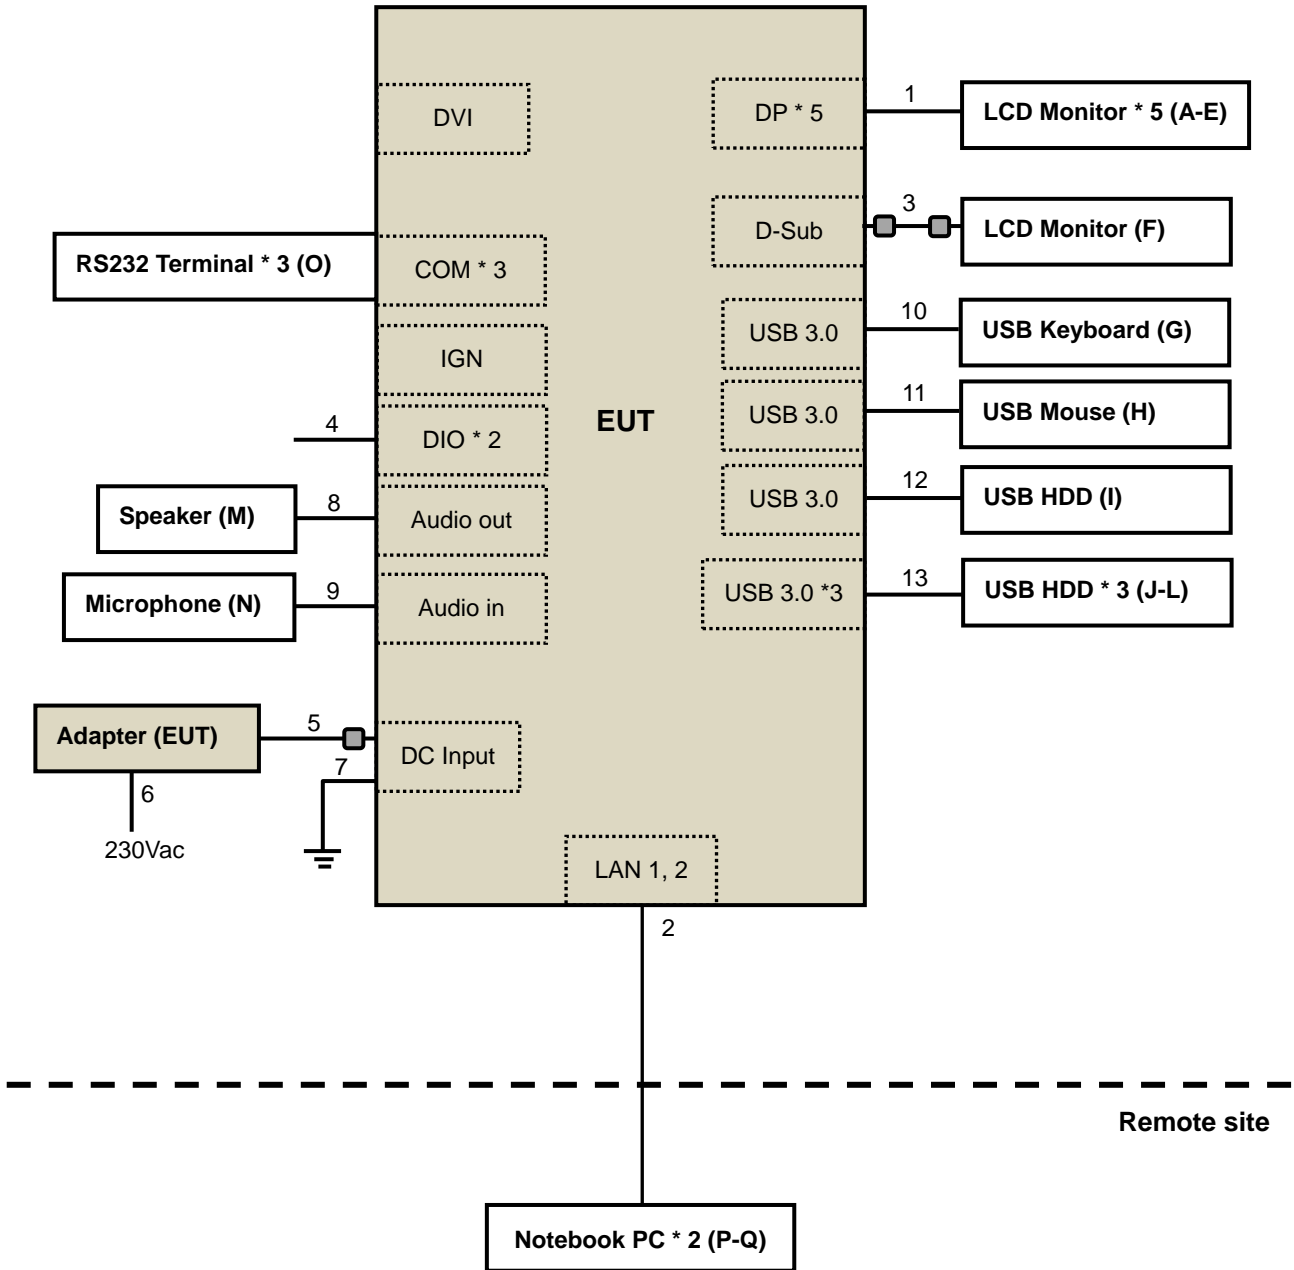 DVI
DP * 5
1
LCD Monitor * 5 (A-E)
D-Sub
3
LCD Monitor (F)
RS232 Terminal * 3 (O)
COM * 3
USB 3.0
10
USB Keyboard (G)
IGN
EUT
USB 3.0
11
USB Mouse (H)
4
DIO * 2
USB 3.0
12
USB HDD (I)
Speaker (M)
8
Audio out
USB 3.0 *3
13
USB HDD * 3 (J-L)
Microphone (N)
9
Audio in
Adapter (EUT)
5
DC Input
7
6
230Vac
LAN 1, 2
2
Remote site
Notebook PC * 2 (P-Q)